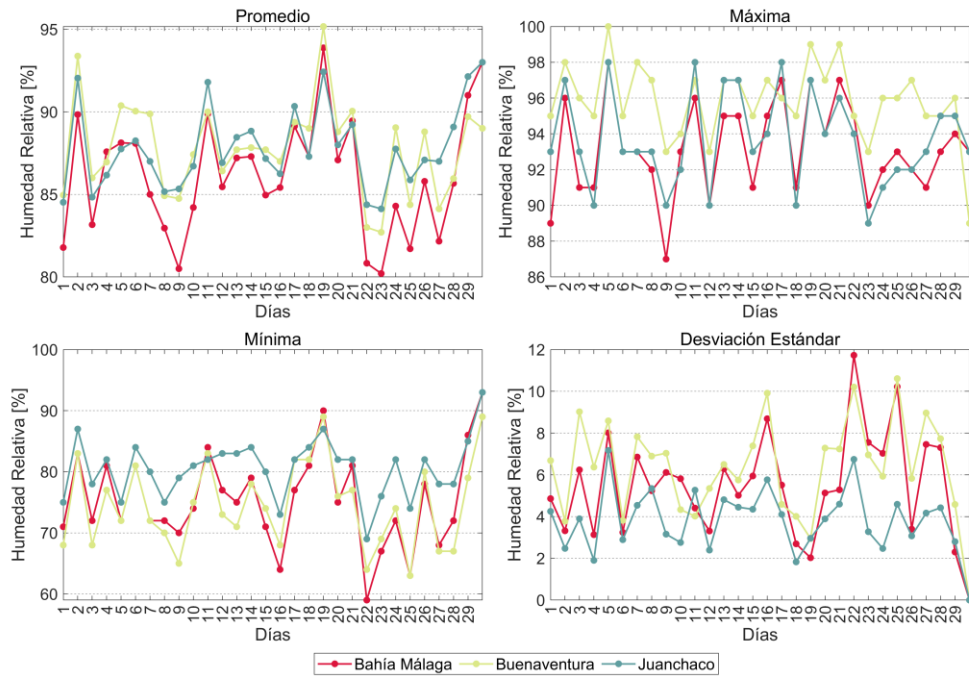 Promedio
Humedad Relativa [%]
95
90
85
80
1 2 3 4 5 6 7 8 9 10 11 12 13 14 15 16 17 18 19 20 21 22 23 24 25 26 27 28 29
Días
Máxima
Humedad Relativa [%]
100
98
96
94
92
90
88
86
1 2 3 4 5 6 7 8 9 10 11 12 13 14 15 16 17 18 19 20 21 22 23 24 25 26 27 28 29
Días
Mínima
Humedad Relativa [%]
100
90
80
70
60
1 2 3 4 5 6 7 8 9 10 11 12 13 14 15 16 17 18 19 20 21 22 23 24 25 26 27 28 29
Días
Desviación Estándar
Humedad Relativa [%]
12
10
8
6
4
2
0
1 2 3 4 5 6 7 8 9 10 11 12 13 14 15 16 17 18 19 20 21 22 23 24 25 26 27 28 29
Días
Bahía Málaga Buenaventura Juanchaco